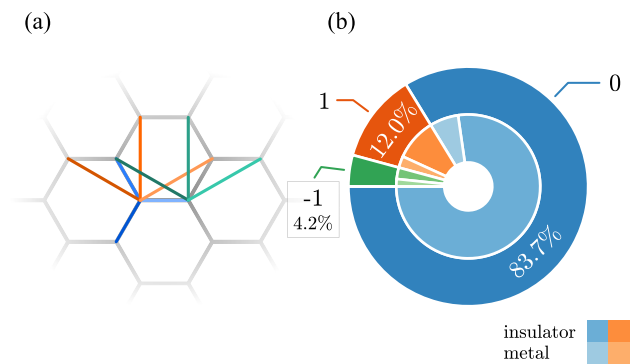 (a)
(b)
0
1
12.0%
-1
4.2%
83.7%
insulator
metal